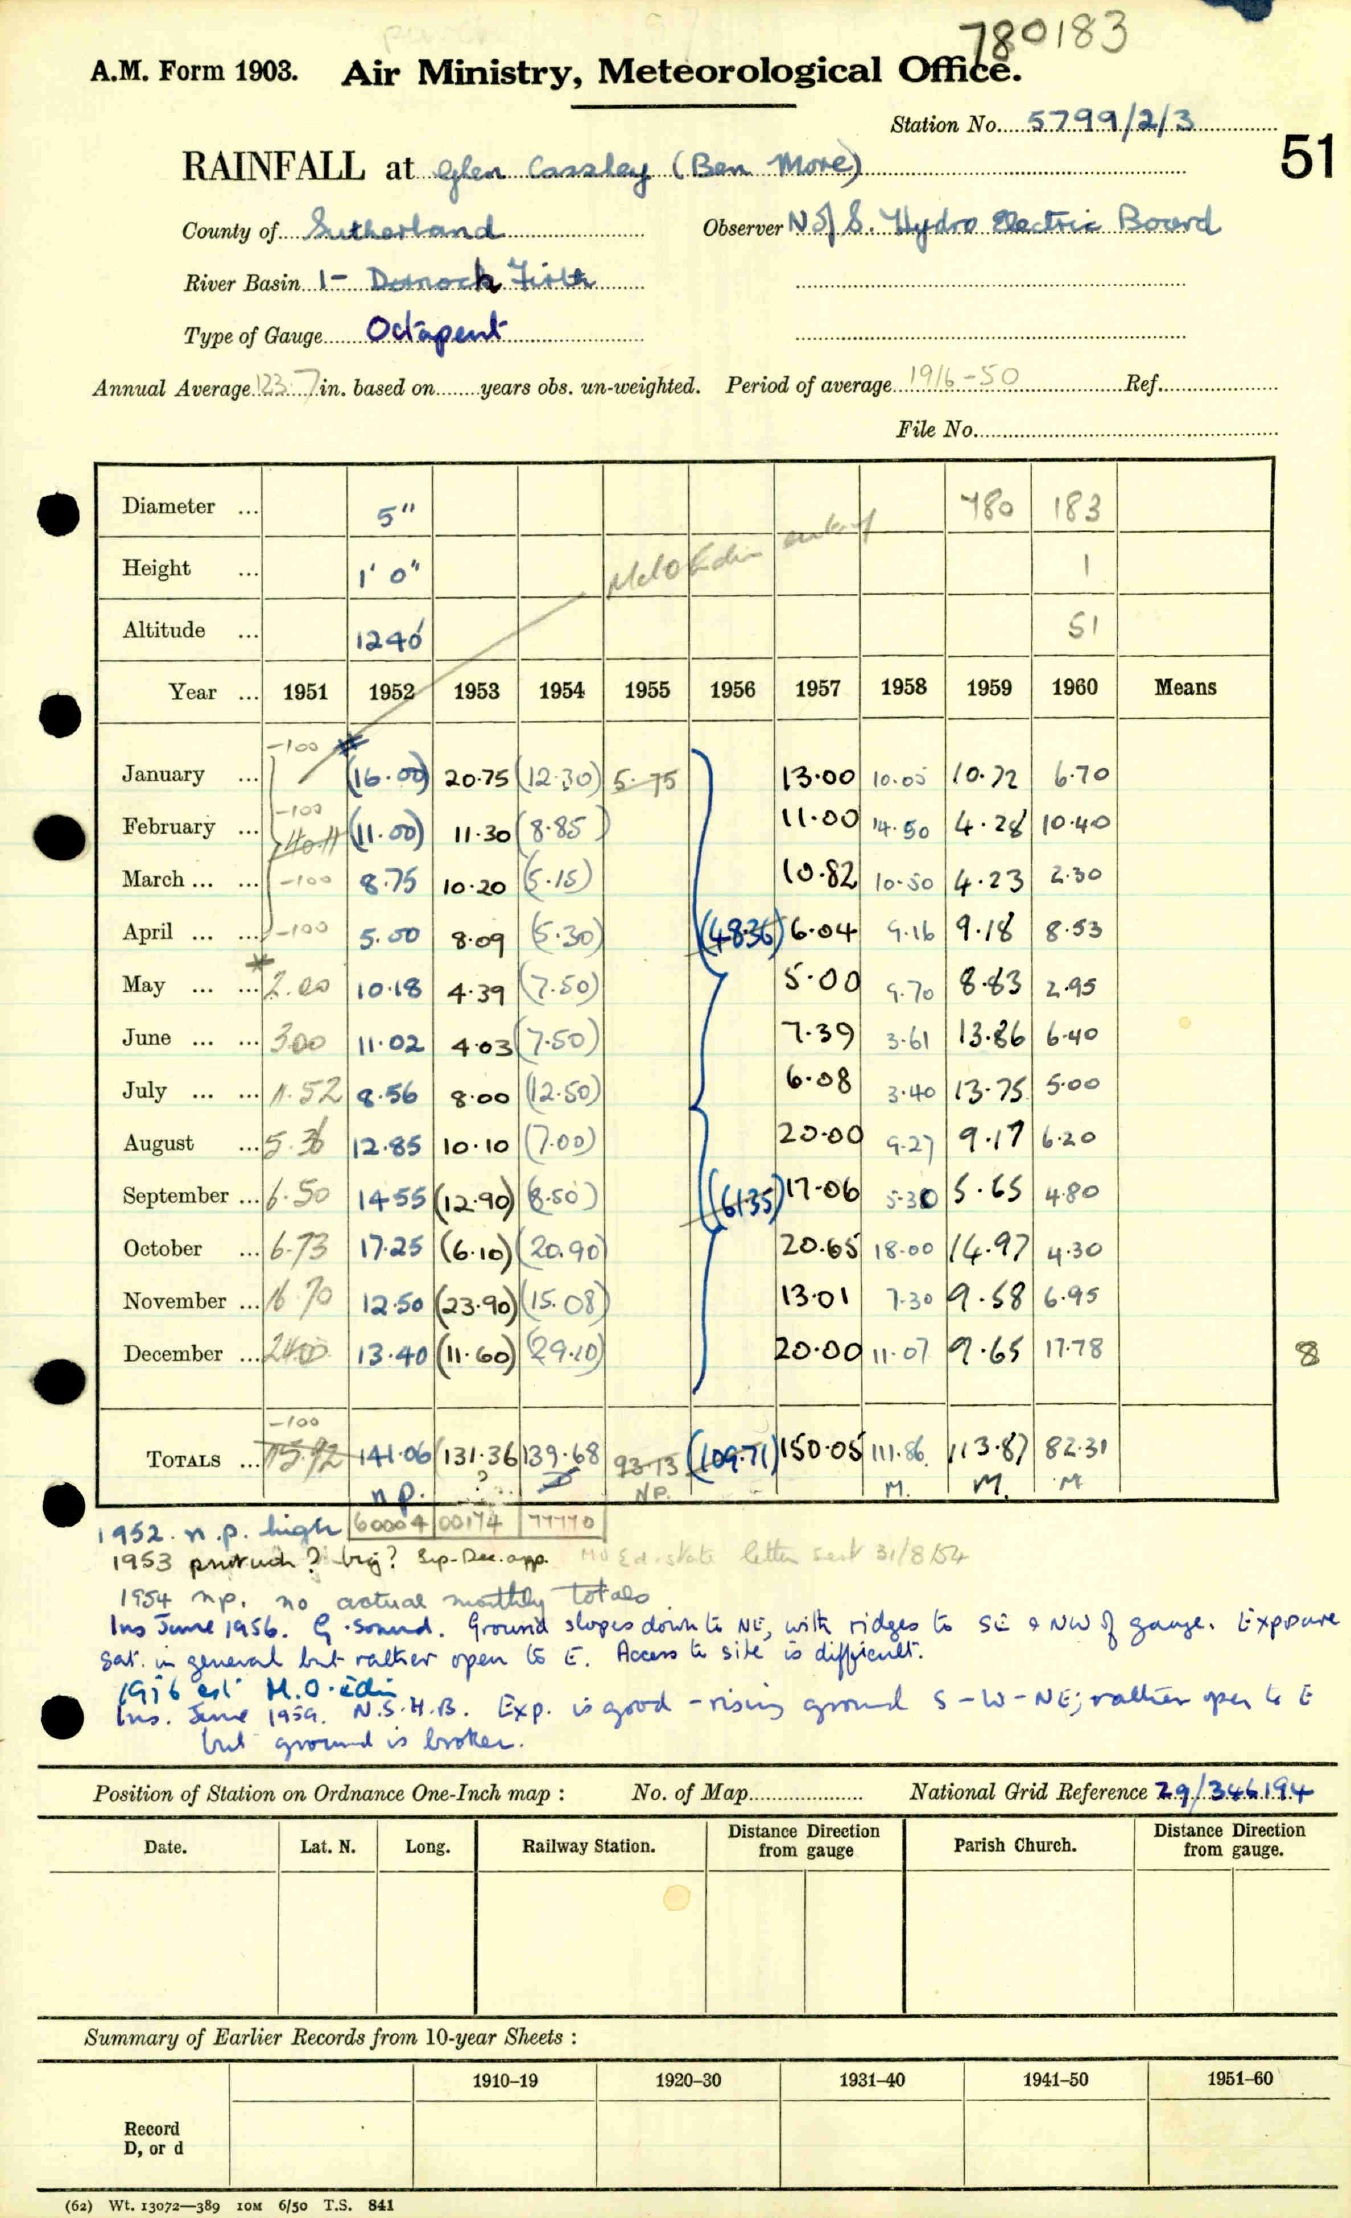 780183
A.M. Form 1903. Air Ministry, Meteorological Office.
Station No. 5799/2/3
51
RAINFALL at Glen Cassley (Ben More)
County of Sutherland Observer N of S. Hydro Electric Board
River Basin 1- Dornoch Firth
Type of Gauge Octapent
Annual Average 123.7 in. based on years obs. un-weighted. Period of average 1916-50 Ref.
File No.
Diameter ... 5" 780 183
Height ... 1' 0" 1
Altitude ... 1240' 51
Year ... 1951 1952 1953 1954 1955 1956 1957 1958 1959 1960 Means
-100
January ... (16.00) 20.75 (12.30) 5.75 13.00 10.05 10.72 6.70
-100
February ... (11.00) 11.30 (8.85) 11.00 14.50 4.28 10.40
March ... ... -100 8.75 10.20 (5.15) 10.82 10.50 4.23 2.30
April ... ... -100 5.00 8.09 (5.30) (48.36) 6.04 9.16 9.18 8.53
May ... ... 2.00 10.18 4.39 (7.50) 5.00 9.70 8.83 2.95
June ... ... 3.00 11.02 4.03 (7.50) 7.39 3.61 13.86 6.40
July ... ... 11.52 8.56 8.00 (12.50) 6.08 3.40 13.75 5.00
August ... 5.36 12.85 10.10 (7.00) 20.00 9.27 9.17 6.20
September ... 6.50 14.55 (12.90) (8.50) (61.35) 17.06 5.30 5.65 4.80
October ... 6.73 17.25 (6.10) (20.90) 20.65 18.00 14.97 4.30
November ... 16.70 12.50 (23.90) (15.08) 13.01 7.30 9.58 6.95
December ... 24.00 13.40 (11.60) (29.10) 20.00 11.07 9.65 17.78
8
-100
TOTALS ... 75.92 141.06 (131.36 139.68 93.13 (109.71) 150.05 111.86 113.87 82.31
n.p. ? NP. M. M. M
60004 00174 77770
1952. n.p. high
1953 ? big? Sep-Dec. app. letter sent 31/8/54
1954 np. no actual monthly totals
Ins June 1956. G. sound. Ground slopes down to NE, with ridges to SE & NW of gauge. Exposure
sat. in general but rather open to E. Access to site is difficult.
1956 est M.O. Edin
Ins. June 1959. N.S.H.B. Exp. is good - rising ground S-W-NE; rather open to E
but ground is broken.
Position of Station on Ordnance One-Inch map : No. of Map National Grid Reference 29/346194
Date. Lat. N. Long. Railway Station. Distance Direction from gauge Parish Church. Distance Direction from gauge.
Summary of Earlier Records from 10-year Sheets :
1910–19 1920–30 1931–40 1941–50 1951–60
Record
D, or d
(62) Wt. 13072—389 10M 6/50 T.S. 841